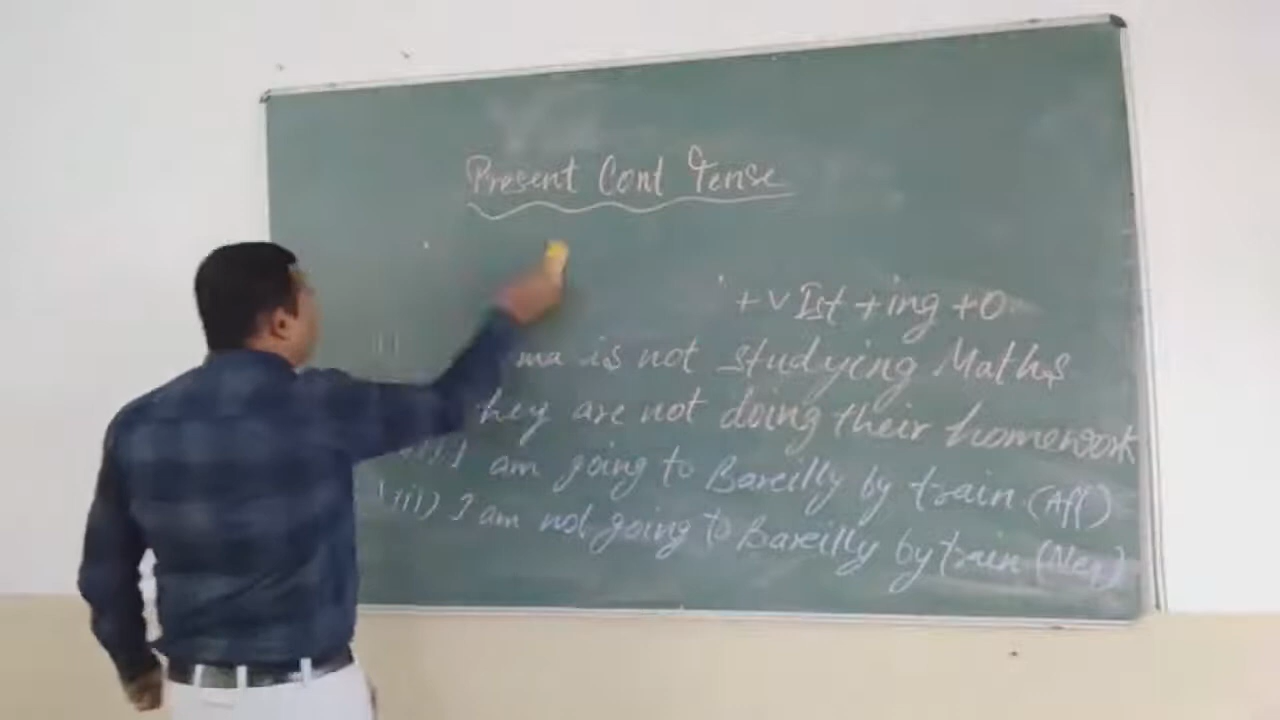 Present Cont Tense
+ V Ist + ing + O
ma is not studying Maths
hey are not doing their homework
I am going to Bareilly by train (Aff)
(ii) I am not going to Bareilly by train (Neg)